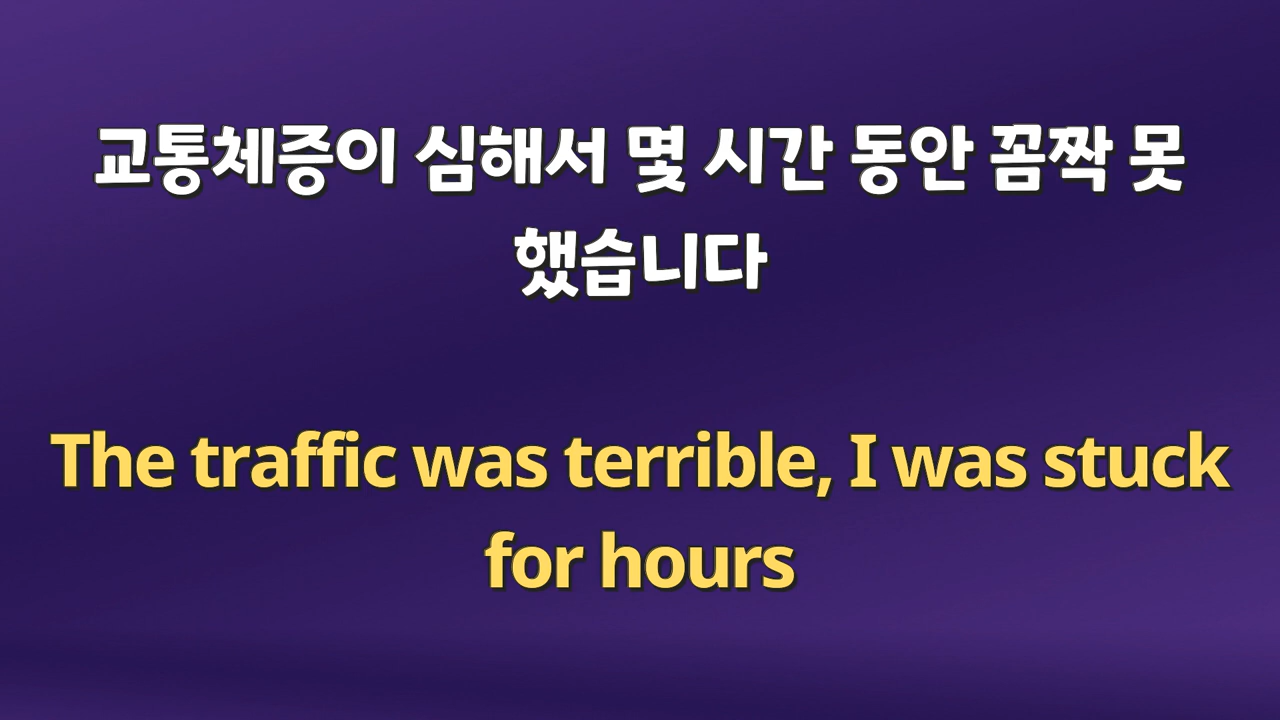 교통체증이 심해서 몇 시간 동안 꼼짝 못
했습니다
The traffic was terrible, I was stuck
for hours